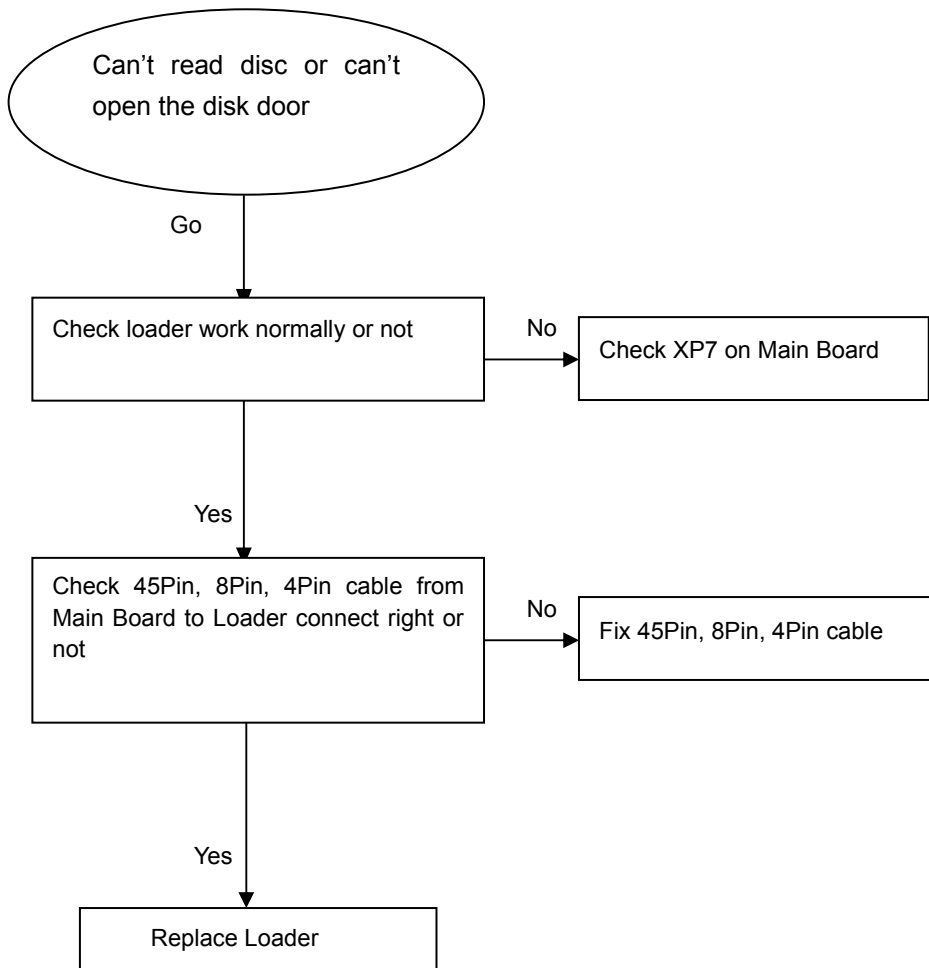 Can’t read disc or can’t
open the disk door
Go
Check loader work normally or not
No
Check XP7 on Main Board
Yes
Check 45Pin, 8Pin, 4Pin cable from
Main Board to Loader connect right or
not
No
Fix 45Pin, 8Pin, 4Pin cable
Yes
Replace Loader